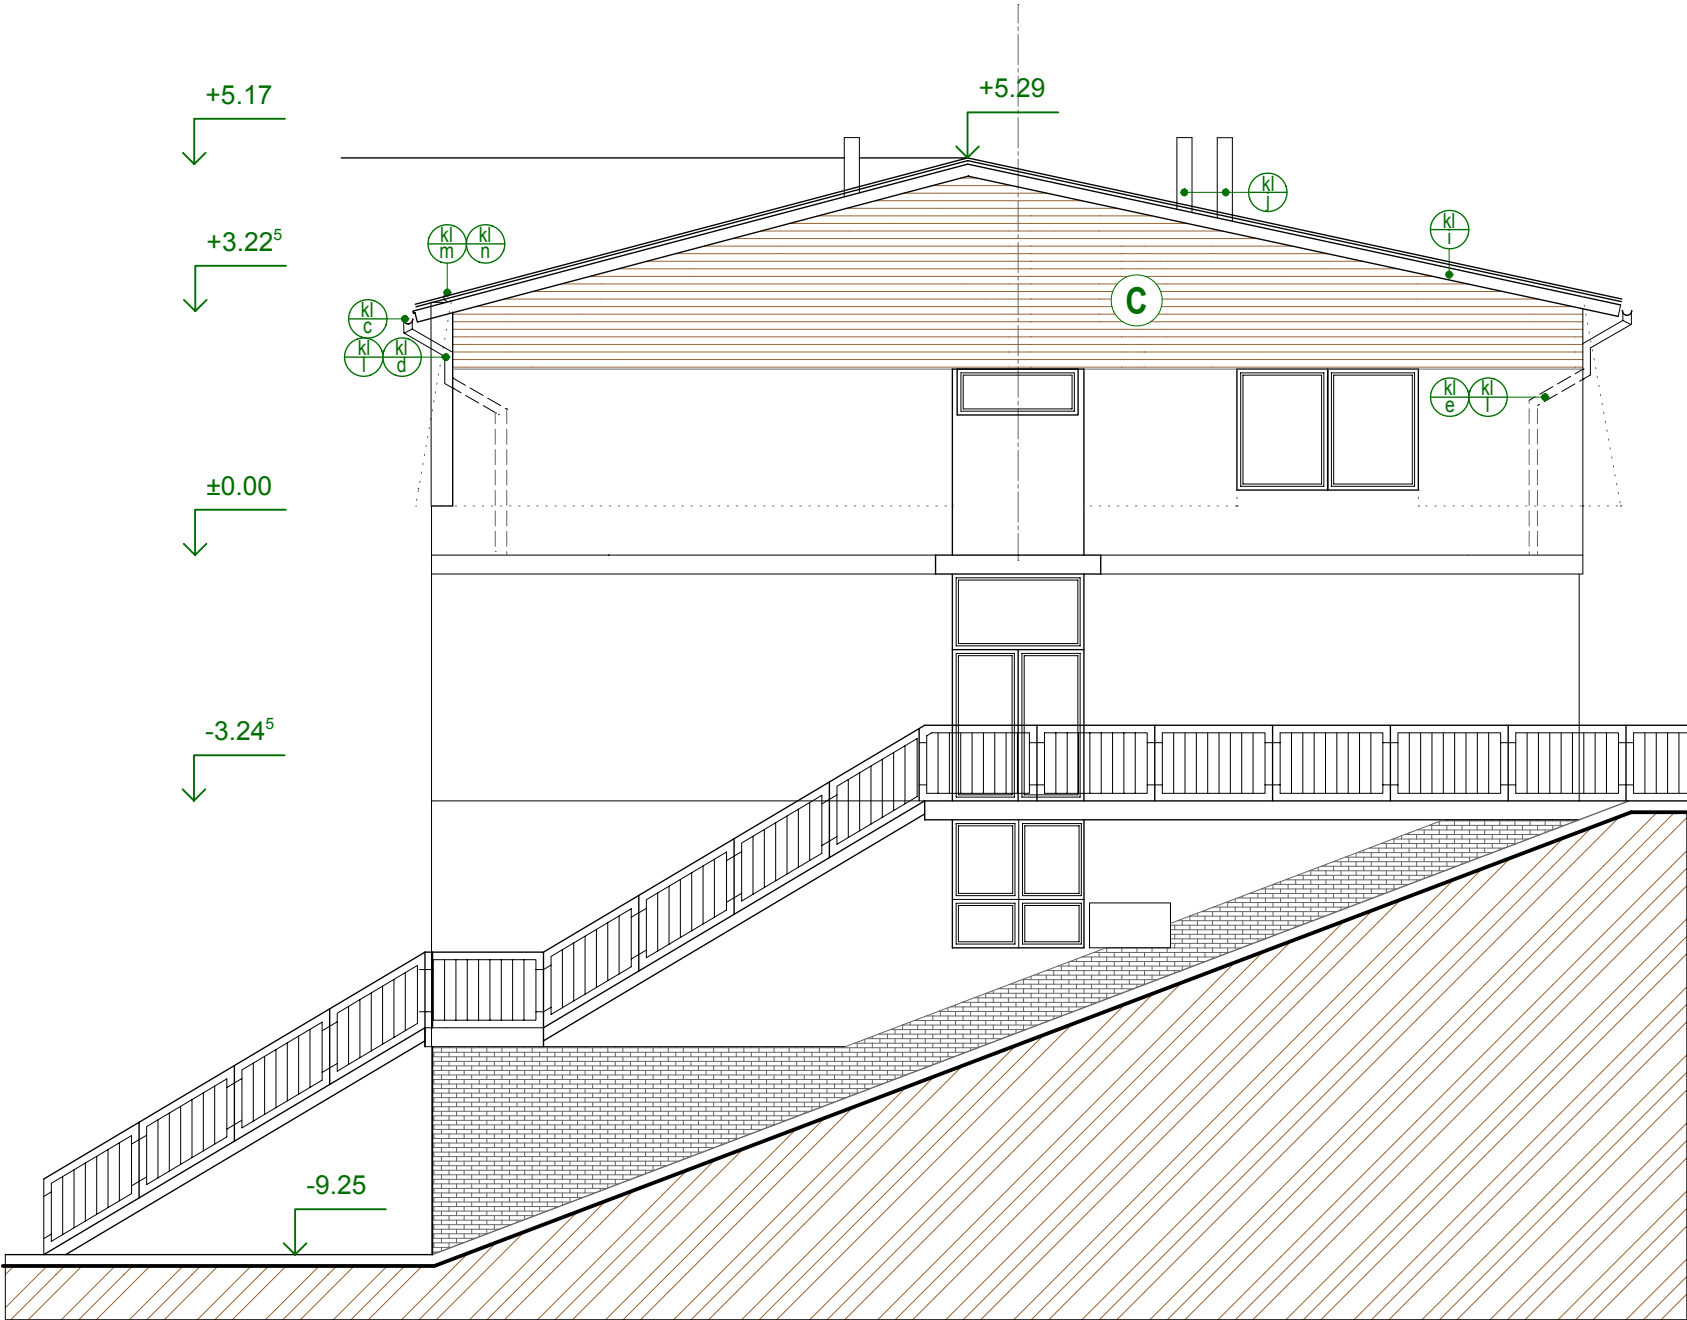 +5.29
+5.17
kl
j
kl
i
+3.22⁵
kl kl
m n
C
kl
c
kl kl
l d
kl kl
e l
±0.00
-3.24⁵
-9.25